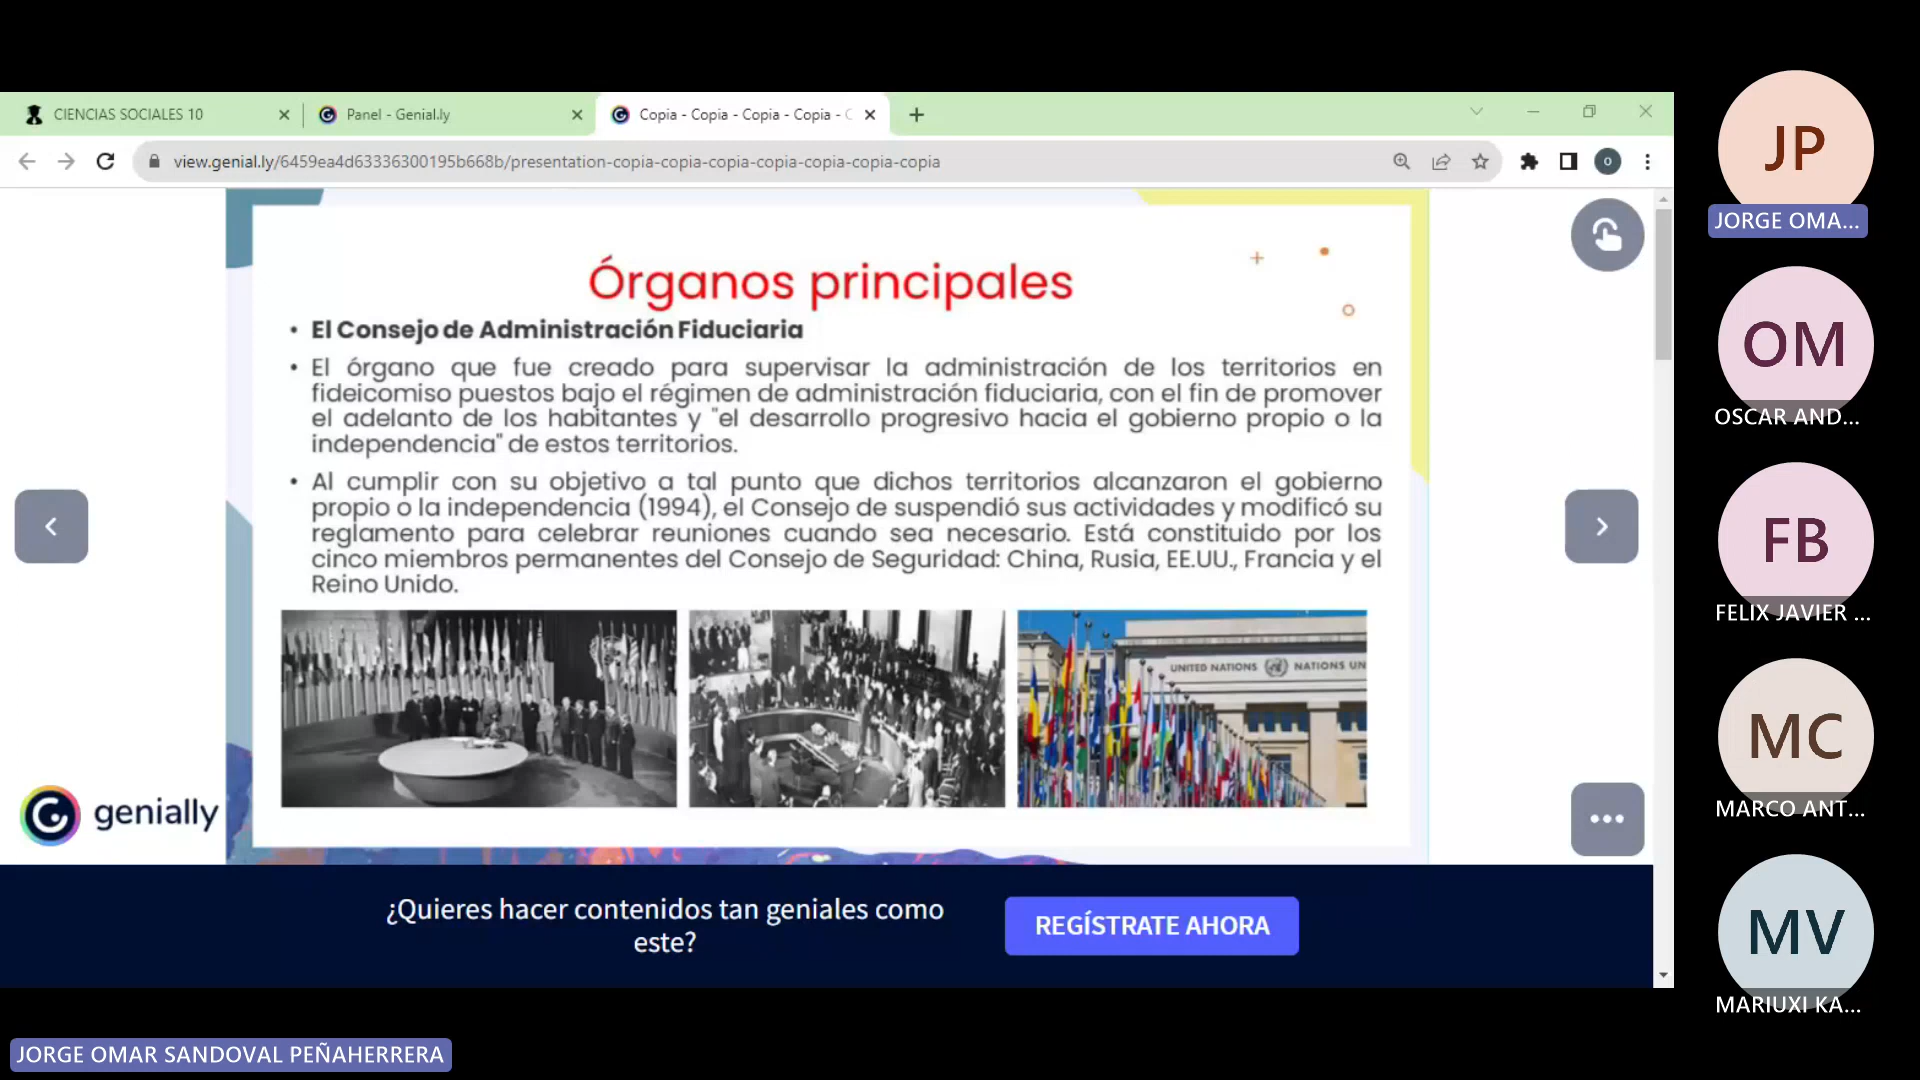 CIENCIAS SOCIALES 10
Panel - Genial.ly
Copia - Copia - Copia - Copia - C
view.genial.ly/6459ea4d63336300195b668b/presentation-copia-copia-copia-copia-copia-copia-copia
O
Órganos principales
• El Consejo de Administración Fiduciaria
• El órgano que fue creado para supervisar la administración de los territorios en
fideicomiso puestos bajo el régimen de administración fiduciaria, con el fin de promover
el adelanto de los habitantes y "el desarrollo progresivo hacia el gobierno propio o la
independencia" de estos territorios.
• Al cumplir con su objetivo a tal punto que dichos territorios alcanzaron el gobierno
propio o la independencia (1994), el Consejo de suspendió sus actividades y modificó su
reglamento para celebrar reuniones cuando sea necesario. Está constituido por los
cinco miembros permanentes del Consejo de Seguridad: China, Rusia, EE.UU., Francia y el
Reino Unido.
UNITED NATIONS NATIONS UN
genially
¿Quieres hacer contenidos tan geniales como
este?
REGÍSTRATE AHORA
JP
JORGE OMA...
OM
OSCAR AND...
FB
FELIX JAVIER ...
MC
MARCO ANT...
MV
MARIUXI KA...
JORGE OMAR SANDOVAL PEÑAHERRERA